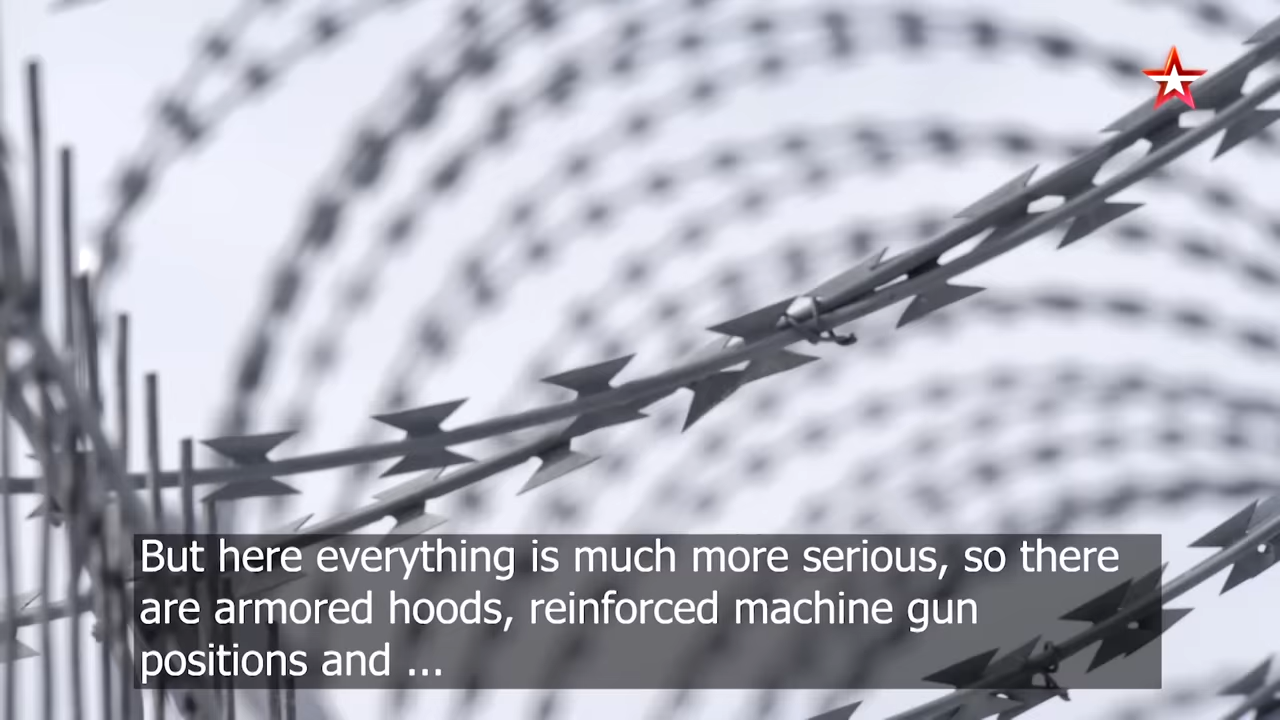 But here everything is much more serious, so there
are armored hoods, reinforced machine gun
positions and ...